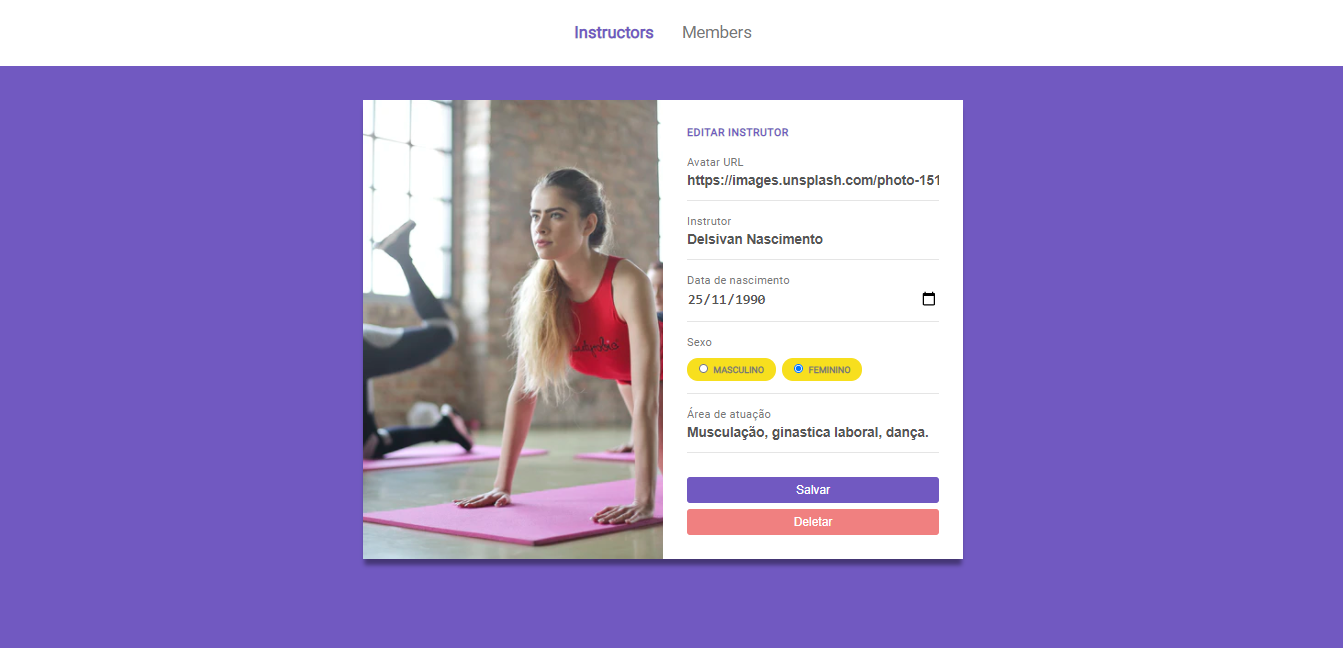 Instructors Members
EDITAR INSTRUTOR
Avatar URL
https://images.unsplash.com/photo-151
Instrutor
Delsivan Nascimento
Data de nascimento
25/11/1990
Sexo
MASCULINO FEMININO
Área de atuação
Musculação, ginastica laboral, dança.
Salvar
Deletar